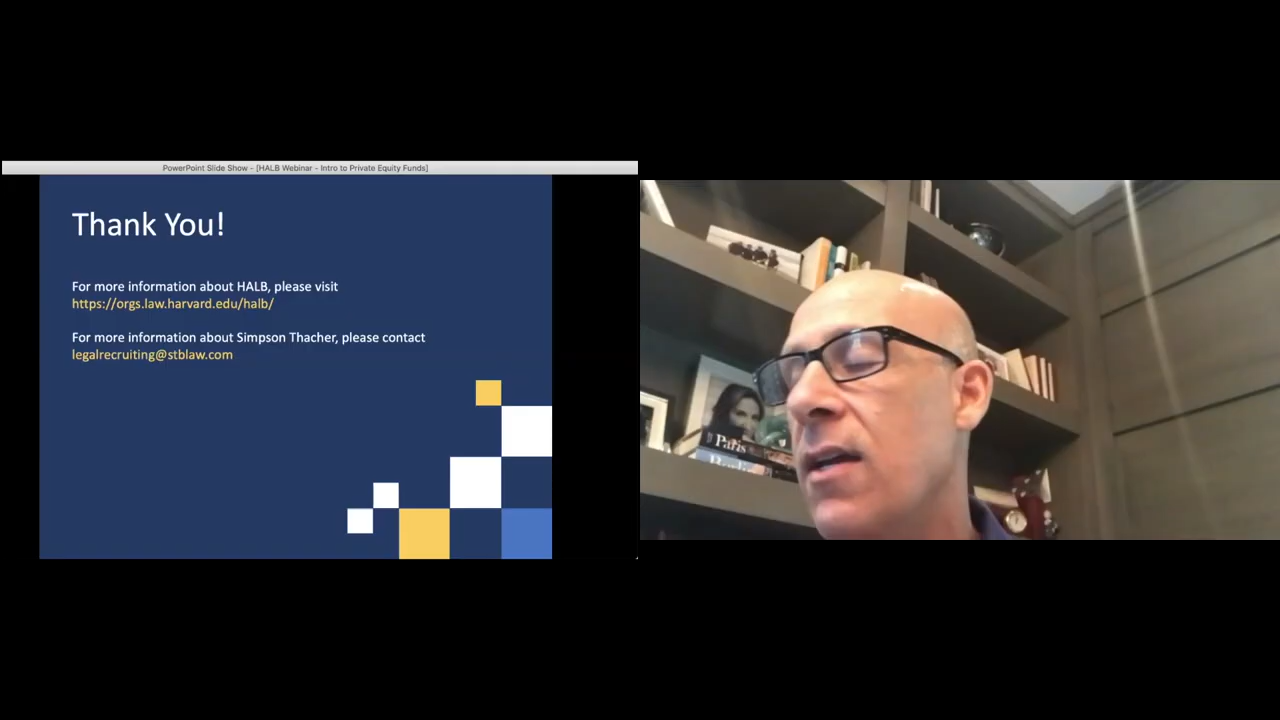 PowerPoint Slide Show - [HALB Webinar - Intro to Private Equity Funds]
Thank You!
For more information about HALB, please visit
https://orgs.law.harvard.edu/halb/
For more information about Simpson Thacher, please contact
legalrecruiting@stblaw.com
Paris